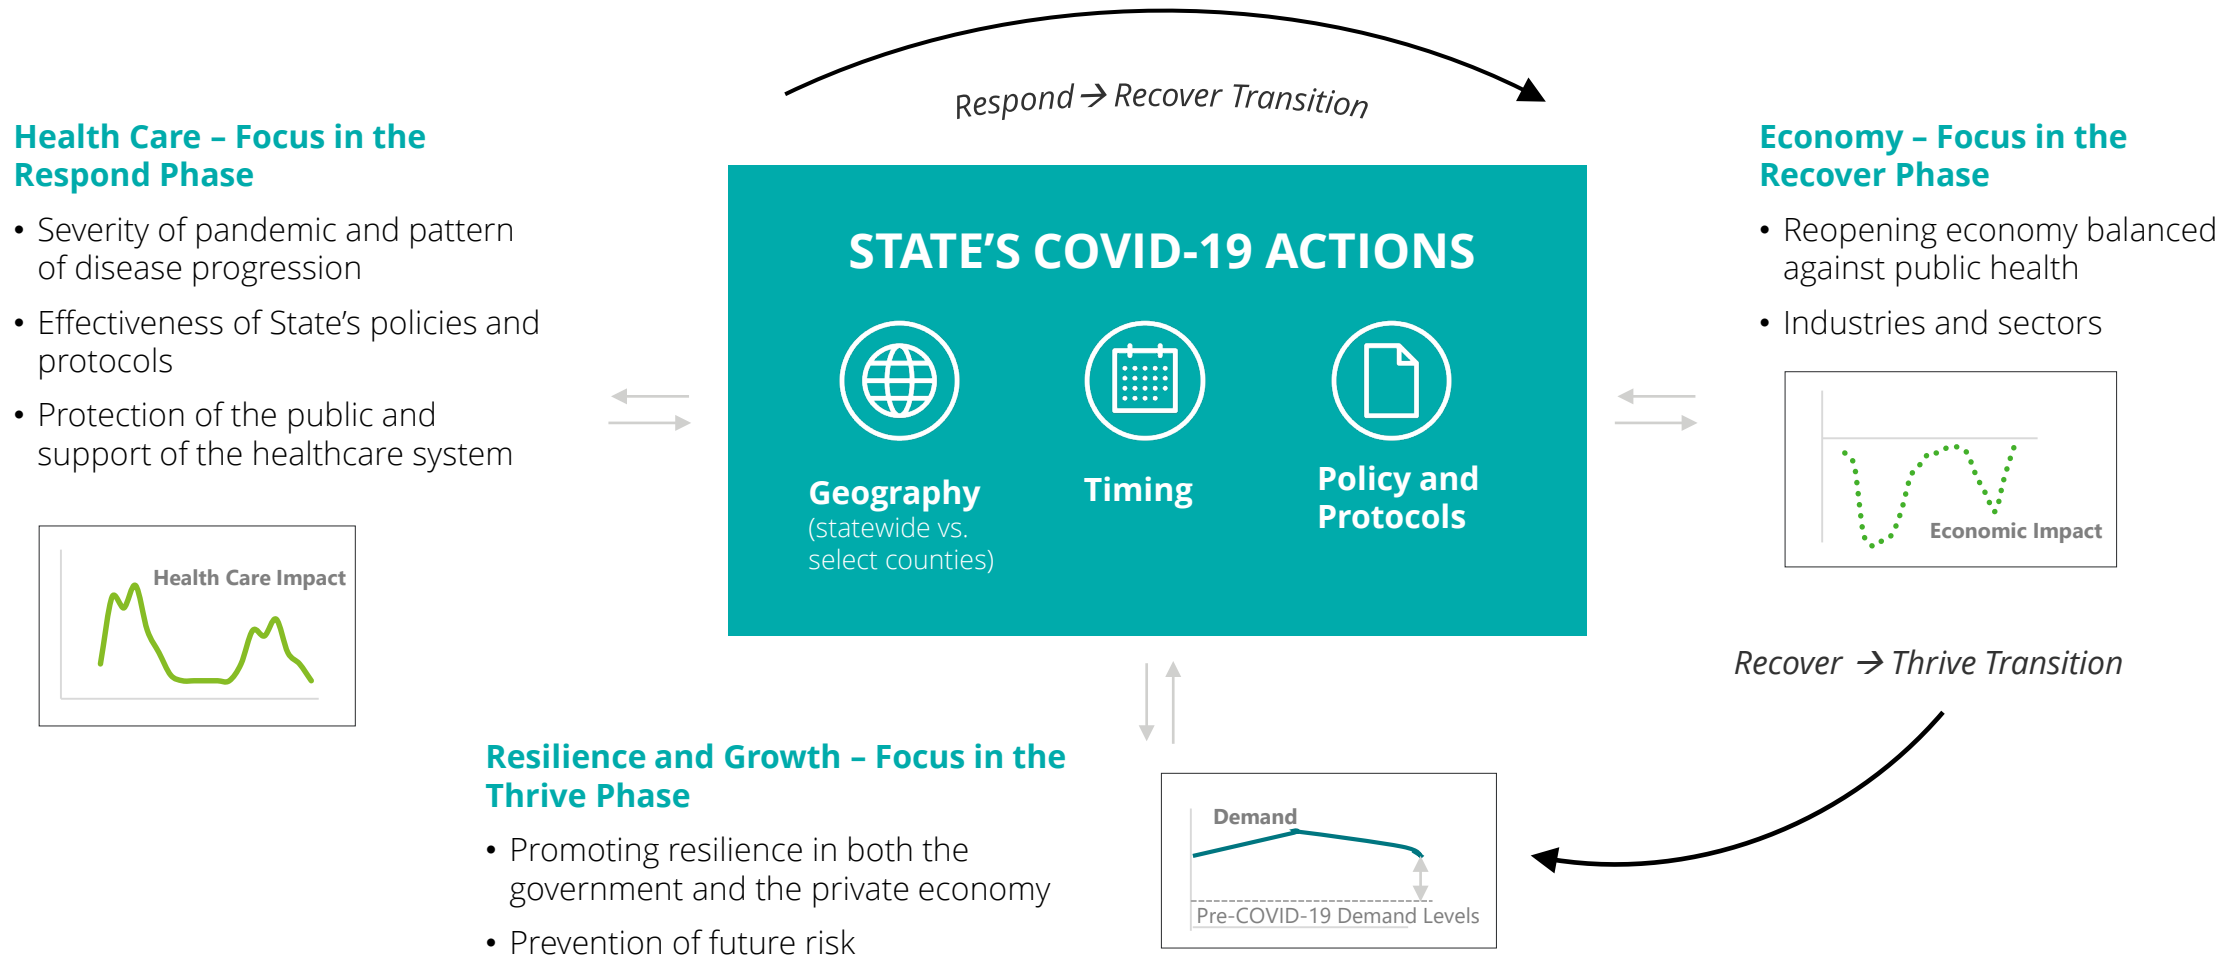 Respond → Recover Transition
Health Care – Focus in the
Respond Phase
• Severity of pandemic and pattern
of disease progression
• Effectiveness of State’s policies and
protocols
• Protection of the public and
support of the healthcare system
Health Care Impact
STATE’S COVID-19 ACTIONS
Geography
(statewide vs.
select counties)
Timing
Policy and
Protocols
Economy – Focus in the
Recover Phase
• Reopening economy balanced
against public health
• Industries and sectors
Economic Impact
Recover → Thrive Transition
Resilience and Growth – Focus in the
Thrive Phase
• Promoting resilience in both the
government and the private economy
• Prevention of future risk
Demand
Pre-COVID-19 Demand Levels